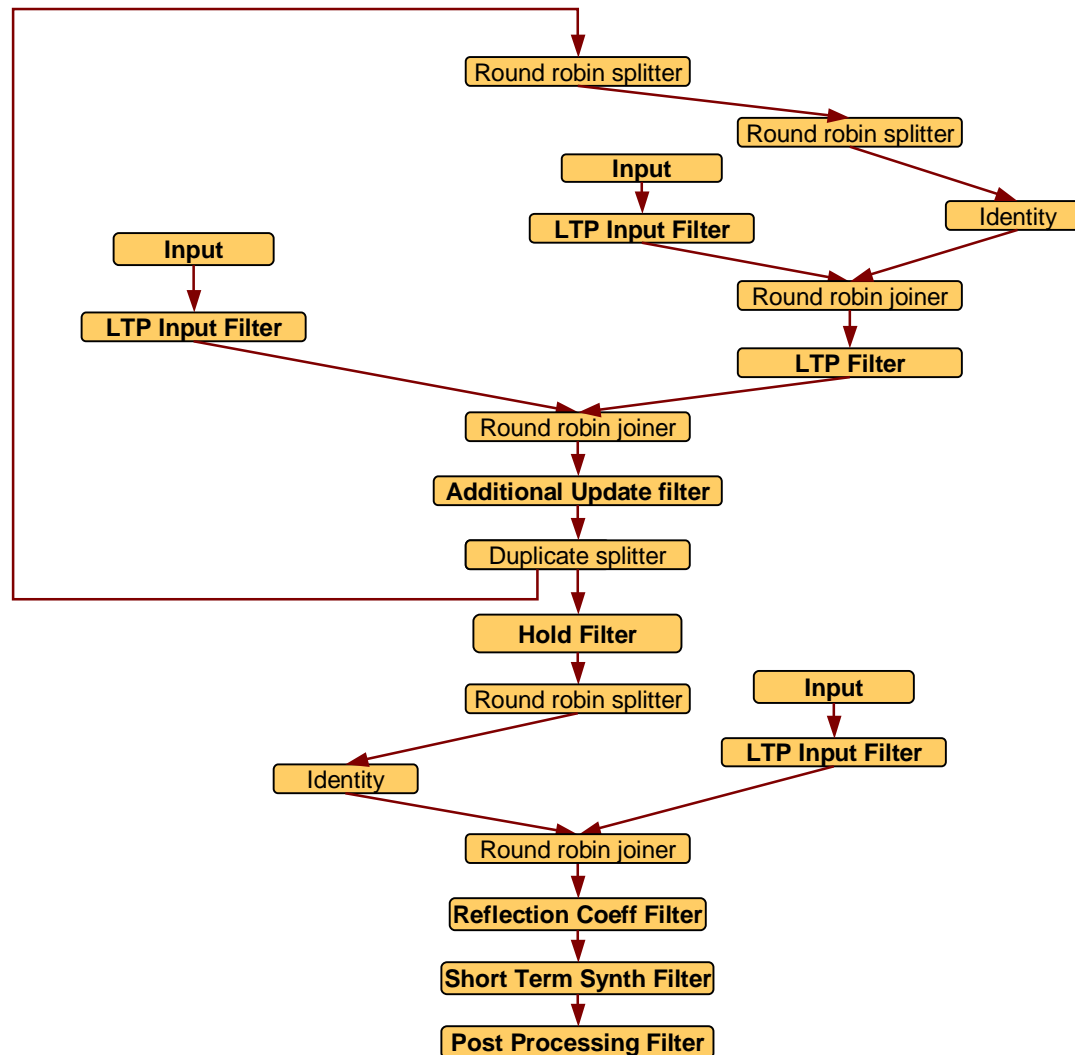 Round robin splitter
Round robin splitter
Input
LTP Input Filter
Identity
Input
Round robin joiner
LTP Input Filter
LTP Filter
Round robin joiner
Additional Update filter
Duplicate splitter
Hold Filter
Round robin splitter
Input
LTP Input Filter
Identity
Round robin joiner
Reflection Coeff Filter
Short Term Synth Filter
Post Processing Filter